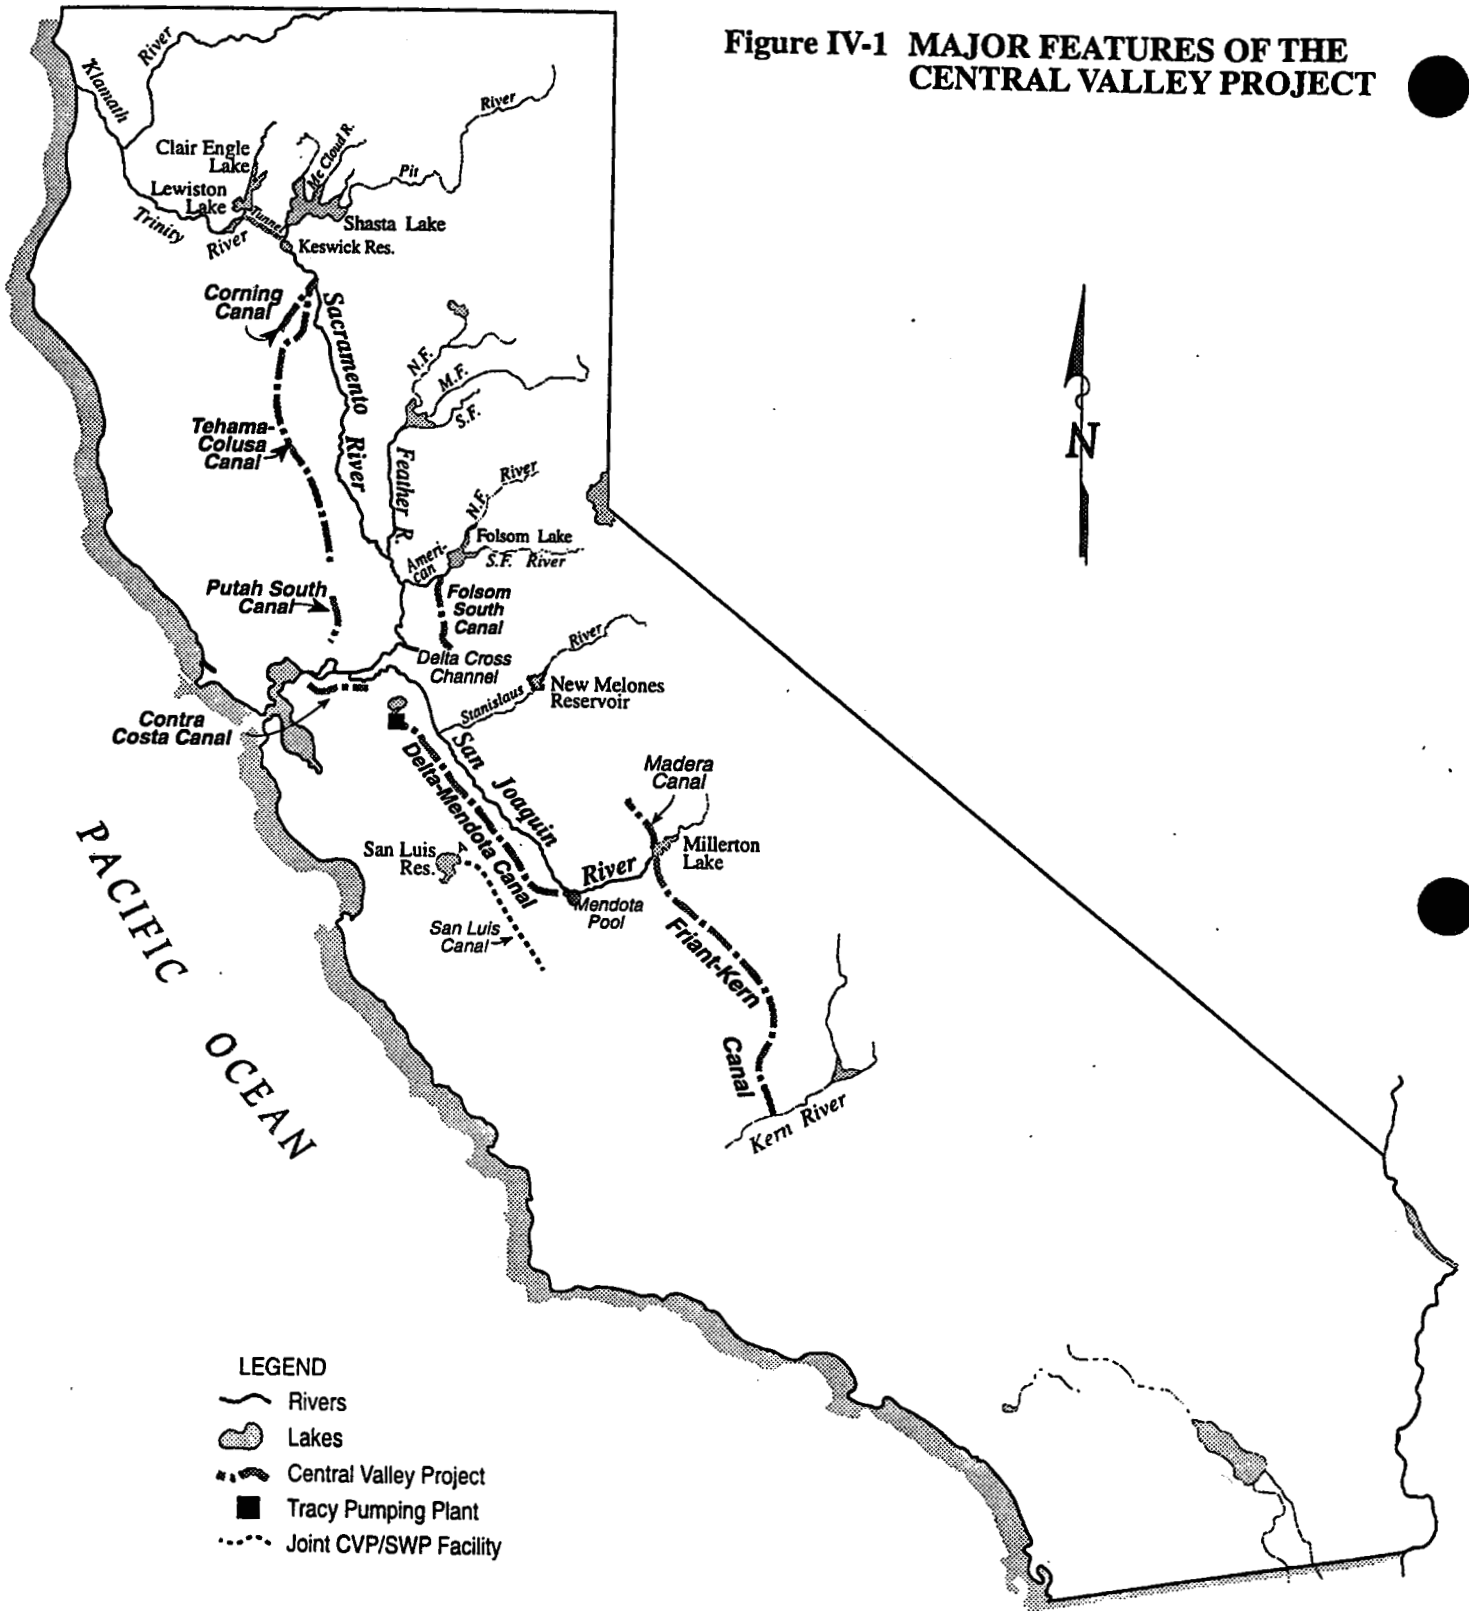 Figure IV-1 MAJOR FEATURES OF THE
CENTRAL VALLEY PROJECT
Klamath
River
Clair Engle
Lake
Mc Cloud R.
River
Pit
Lewiston
Lake
Tunnel
Trinity
River
Shasta Lake
Keswick Res.
Corning
Canal
Sacramento
River
N.F.
M.F.
S.F.
Tehama-
Colusa
Canal
Feather R.
N.F.
River
Folsom Lake
S.F. River
Ameri-
can
Putah South
Canal
Folsom
South
Canal
River
Delta Cross
Channel
Stanislaus
New Melones
Reservoir
Contra
Costa Canal
San Joaquin
River
Delta-Mendota Canal
Madera
Canal
Millerton
Lake
San Luis
Res.
Mendota
Pool
San Luis
Canal
Friant-Kern
Canal
Kern River
PACIFIC
OCEAN
N
LEGEND
Rivers
Lakes
Central Valley Project
Tracy Pumping Plant
Joint CVP/SWP Facility